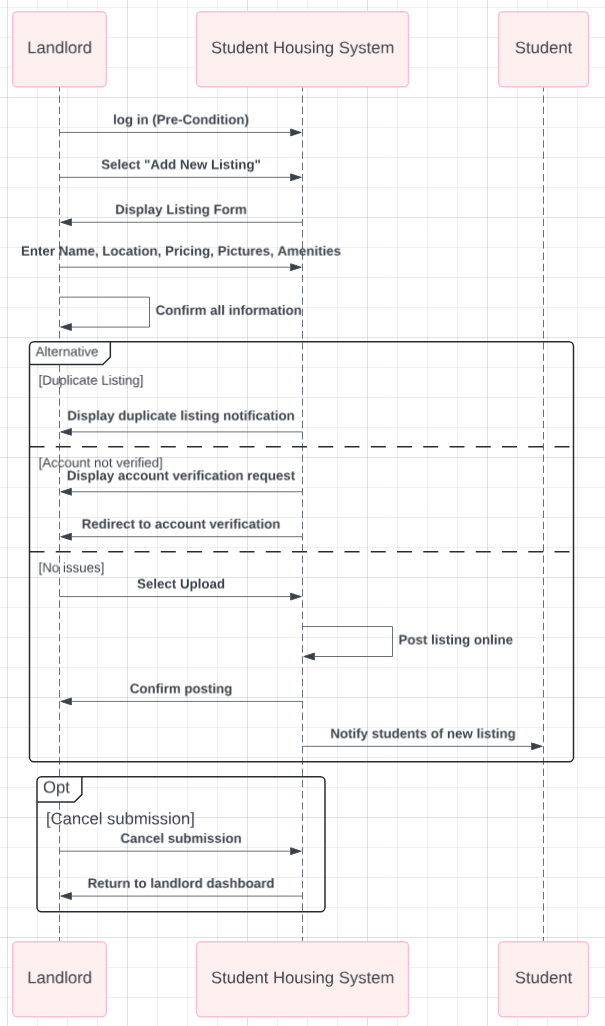 Landlord
Student Housing System
Student
log in (Pre-Condition)
Select "Add New Listing"
Display Listing Form
Enter Name, Location, Pricing, Pictures, Amenities
Confirm all information
Alternative
[Duplicate Listing]
Display duplicate listing notification
[Account not verified]
Display account verification request
Redirect to account verification
[No issues]
Select Upload
Post listing online
Confirm posting
Notify students of new listing
Opt
[Cancel submission]
Cancel submission
Return to landlord dashboard
Landlord
Student Housing System
Student